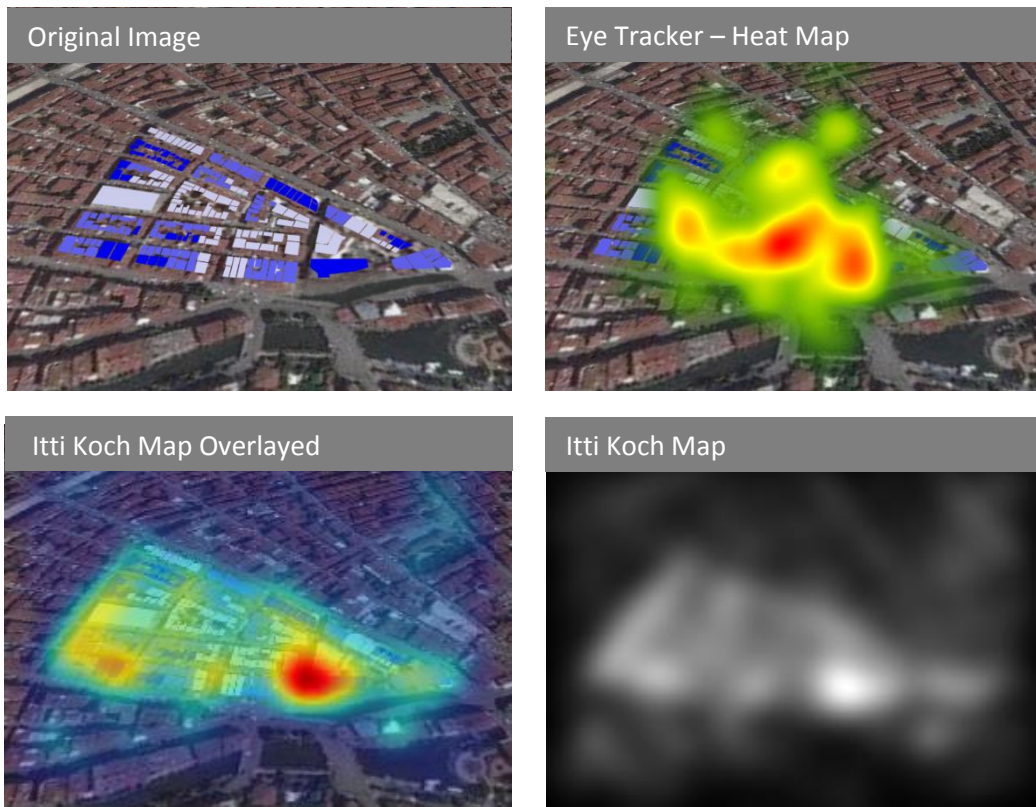 Original Image
Eye Tracker – Heat Map
Itti Koch Map Overlayed
Itti Koch Map